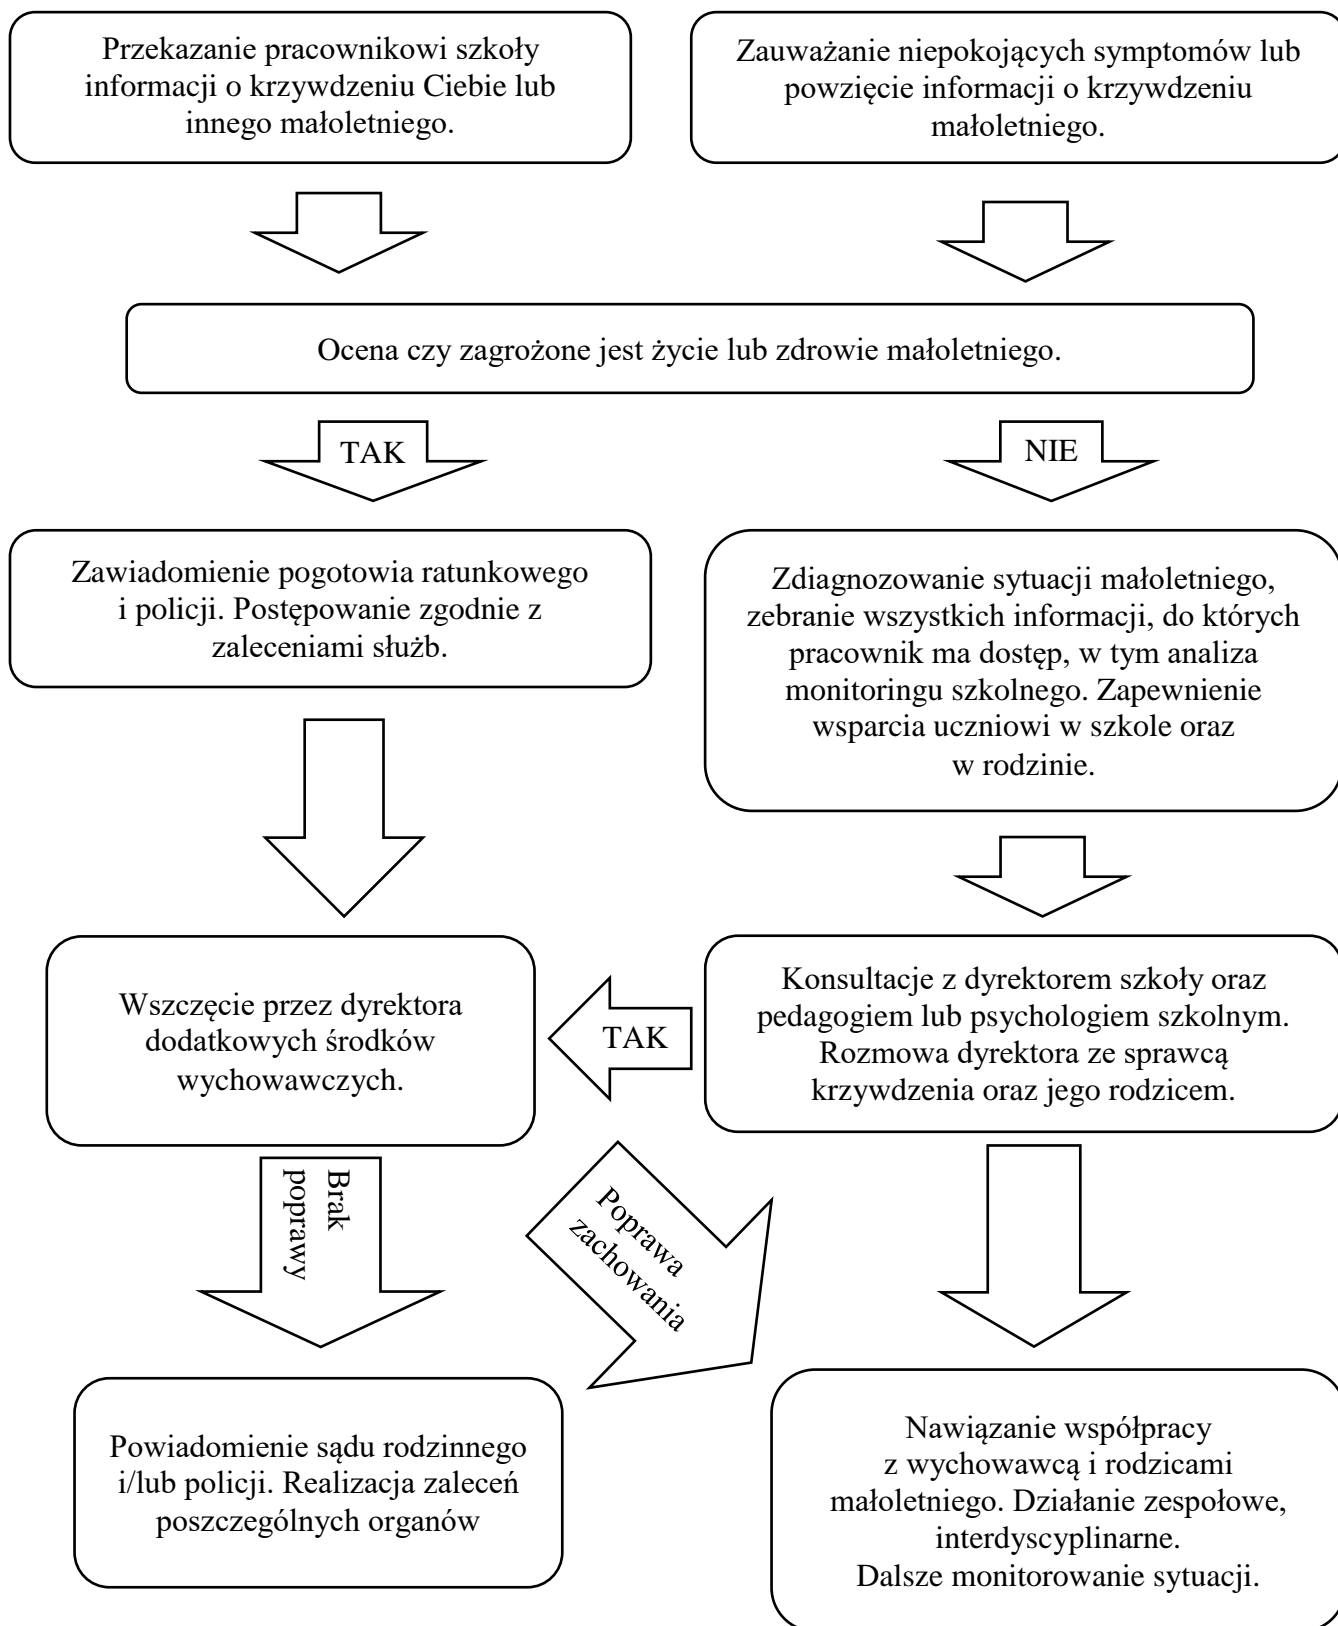 Przekazanie pracownikowi szkoły
informacji o krzywdzeniu Ciebie lub
innego małoletniego.
Zauważanie niepokojących symptomów lub
powzięcie informacji o krzywdzeniu
małoletniego.
Ocena czy zagrożone jest życie lub zdrowie małoletniego.
TAK
NIE
Zawiadomienie pogotowia ratunkowego
i policji. Postępowanie zgodnie z
zaleceniami służb.
Zdiagnozowanie sytuacji małoletniego,
zebranie wszystkich informacji, do których
pracownik ma dostęp, w tym analiza
monitoringu szkolnego. Zapewnienie
wsparcia uczniowi w szkole oraz
w rodzinie.
Wszczęcie przez dyrektora
dodatkowych środków
wychowawczych.
TAK
Konsultacje z dyrektorem szkoły oraz
pedagogiem lub psychologiem szkolnym.
Rozmowa dyrektora ze sprawcą
krzywdzenia oraz jego rodzicem.
Brak
poprawy
Poprawa
zachowania
Powiadomienie sądu rodzinnego
i/lub policji. Realizacja zaleceń
poszczególnych organów
Nawiązanie współpracy
z wychowawcą i rodzicami
małoletniego. Działanie zespołowe,
interdyscyplinarne.
Dalsze monitorowanie sytuacji.